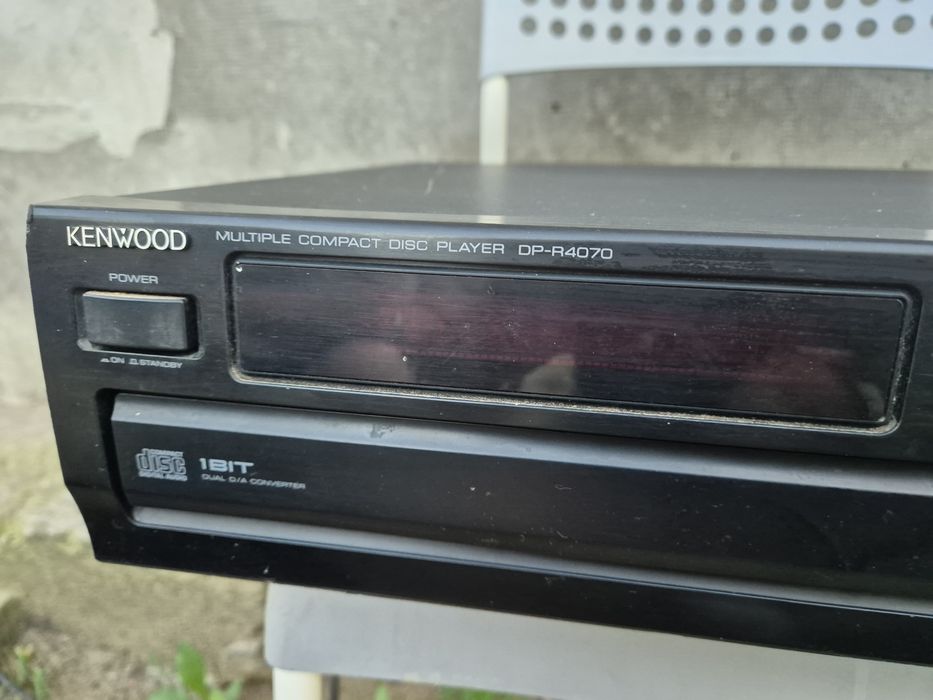 KENWOOD MULTIPLE COMPACT DISC PLAYER DP-R4070
POWER
ON STANDBY
COMPACT
disc
DIGITAL AUDIO
1BIT
DUAL D/A CONVERTER